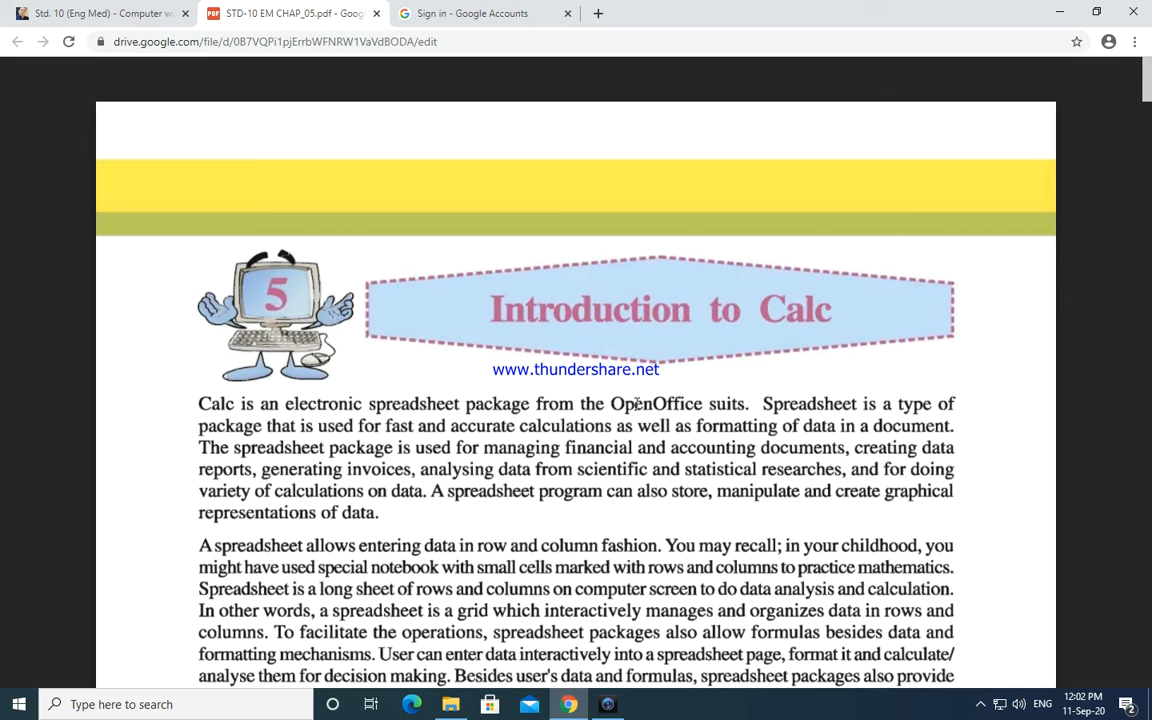 Std. 10 (Eng Med) - Computer w
STD-10 EM CHAP_05.pdf - Goog
Sign in - Google Accounts
drive.google.com/file/d/0B7VQPi1pjErrbWFNRW1VaVdBODA/edit
5
Introduction to Calc
www.thundershare.net
Calc is an electronic spreadsheet package from the OpenOffice suits. Spreadsheet is a type of
package that is used for fast and accurate calculations as well as formatting of data in a document.
The spreadsheet package is used for managing financial and accounting documents, creating data
reports, generating invoices, analysing data from scientific and statistical researches, and for doing
variety of calculations on data. A spreadsheet program can also store, manipulate and create graphical
representations of data.
A spreadsheet allows entering data in row and column fashion. You may recall; in your childhood, you
might have used special notebook with small cells marked with rows and columns to practice mathematics.
Spreadsheet is a long sheet of rows and columns on computer screen to do data analysis and calculation.
In other words, a spreadsheet is a grid which interactively manages and organizes data in rows and
columns. To facilitate the operations, spreadsheet packages also allow formulas besides data and
formatting mechanisms. User can enter data interactively into a spreadsheet page, format it and calculate/
analyse them for decision making. Besides user's data and formulas, spreadsheet packages also provide
Type here to search
ENG
12:02 PM
11-Sep-20
2